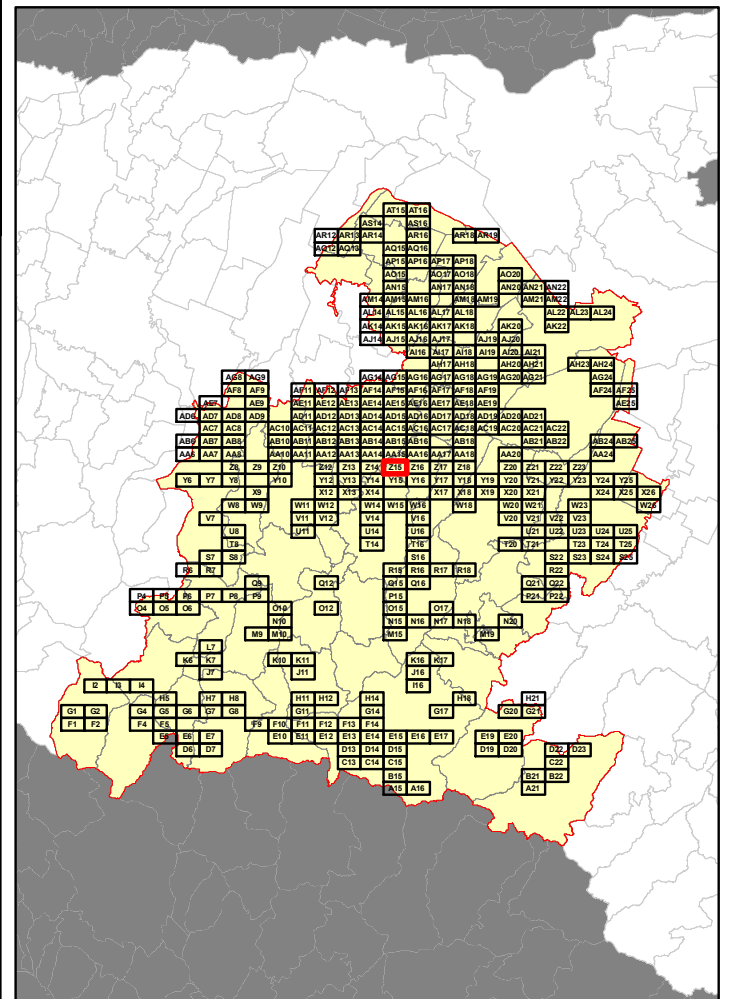 AT15 AT16
AS14 AS16
AR12 AR13 AR14 AR16 AR18 AR19
AQ12 AQ13 AQ15 AQ16
AP15 AP16 AP17 AP18
AO15 AO17 AO18 AO20
AN15 AN17 AN18 AN20 AN21 AN22
AM14 AM15 AM16 AM18 AM19 AM21 AM22
AL14 AL15 AL16 AL17 AL18 AL22 AL23 AL24
AK14 AK15 AK16 AK17 AK18 AK20 AK22
AJ14 AJ15 AJ16 AJ17 AJ19 AJ20
AI16 AI17 AI18 AI19 AI20 AI21
AH17 AH18 AH20 AH21 AH23 AH24
AG8 AG9 AG14 AG15 AG16 AG17 AG18 AG19 AG20 AG21 AG24
AF8 AF9 AF11 AF12 AF13 AF14 AF15 AF16 AF17 AF18 AF19 AF24 AF25
AE7 AE9 AE11 AE12 AE13 AE14 AE15 AE16 AE17 AE18 AE19 AE25
AD6 AD7 AD8 AD9 AD11 AD12 AD13 AD14 AD15 AD16 AD17 AD18 AD19 AD20 AD21
AC7 AC8 AC10 AC11 AC12 AC13 AC14 AC15 AC16 AC17 AC18 AC19 AC20 AC21 AC22
AB6 AB7 AB8 AB10 AB11 AB12 AB13 AB14 AB15 AB16 AB18 AB21 AB22 AB24 AB25
AA6 AA7 AA8 AA10 AA11 AA12 AA13 AA14 AA15 AA16 AA17 AA18 AA20 AA24
Z8 Z9 Z10 Z12 Z13 Z14 Z15 Z16 Z17 Z18 Z20 Z21 Z22 Z23
Y6 Y7 Y8 Y10 Y12 Y13 Y14 Y15 Y16 Y17 Y18 Y19 Y20 Y21 Y22 Y23 Y24 Y25
X9 X12 X13 X14 X17 X18 X19 X20 X21 X24 X25 X26
W8 W9 W11 W12 W14 W15 W16 W18 W20 W21 W23 W26
V7 V11 V12 V14 V16 V20 V21 V22 V23
U8 U11 U14 U16 U21 U22 U23 U24 U25
T8 T14 T16 T20 T21 T23 T24 T25
S7 S8 S16 S22 S23 S24 S25
R6 R7 R15 R16 R17 R18 R22
Q9 Q12 Q15 Q16 Q21 Q22
P4 P5 P6 P7 P8 P9 P15 P21 P22
O4 O5 O6 O10 O12 O15 O17
N10 N15 N16 N17 N18 N20
M9 M10 M15 M19
L7
K6 K7 K10 K11 K16 K17
J7 J11 J16
I2 I3 I4 I16
H5 H7 H8 H11 H12 H14 H18 H21
G1 G2 G4 G5 G6 G7 G8 G11 G14 G17 G20 G21
F1 F2 F4 F5 F9 F10 F11 F12 F13 F14
E5 E6 E7 E10 E11 E12 E13 E14 E15 E16 E17 E19 E20
D6 D7 D13 D14 D15 D19 D20 D22 D23
C13 C14 C15 C22
B15 B21 B22
A15 A16 A21